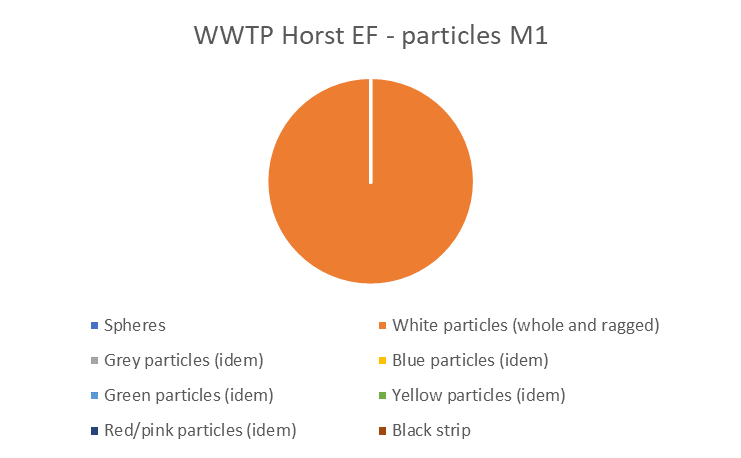 WWTP Horst EF - particles M1
Spheres
White particles (whole and ragged)
Grey particles (idem)
Blue particles (idem)
Green particles (idem)
Yellow particles (idem)
Red/pink particles (idem)
Black strip